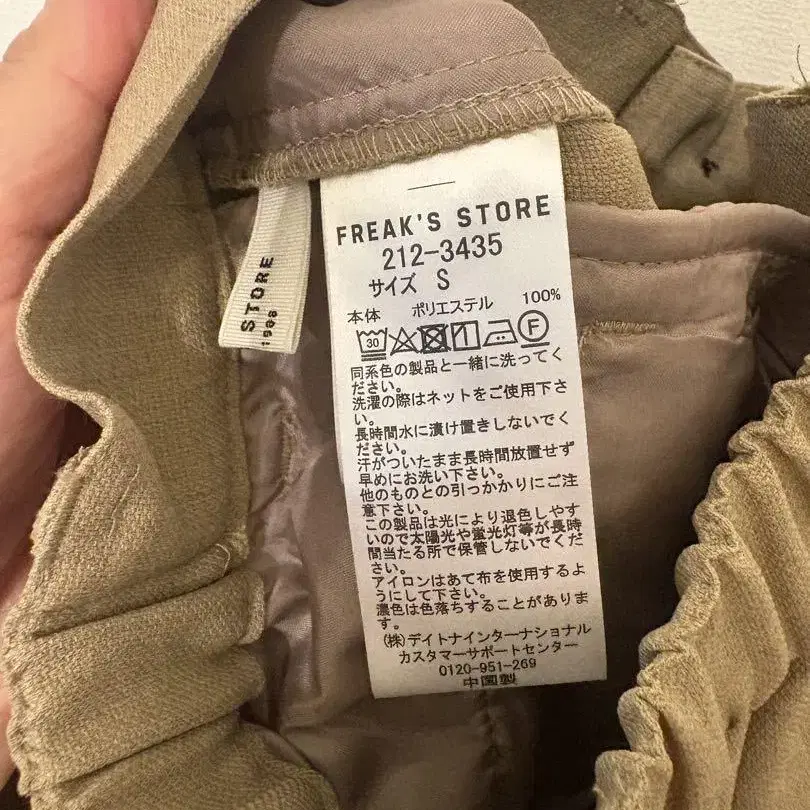 FREAK'S STORE
212-3435
サイズ S
本体 ポリエステル 100%
30 F
同系色の製品と一緒に洗ってく
ださい。
洗濯の際はネットをご使用下さ
い。
長時間水に漬け置きしないでく
ださい。
汗がついたまま長時間放置せず
早めにお洗い下さい。
他のものとの引っかかりにご注
意下さい。
この製品は光により退色しやす
いので太陽光や蛍光灯等が長時
間当たる所で保管しないでくだ
さい。
アイロンはあて布を使用するよ
うにして下さい。
濃色は色落ちすることがありま
す。
(株)デイトナインターナショナル
カスタマーサポートセンター
0120-951-269
中国製
STORE
1986